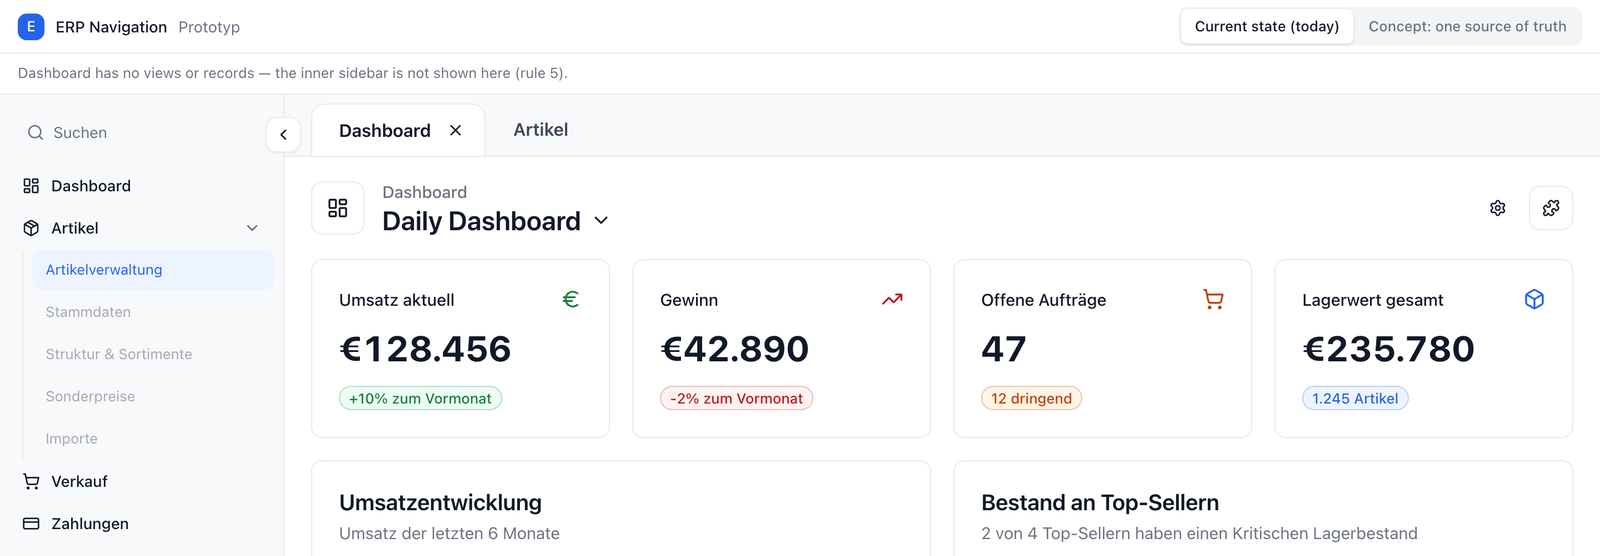 E ERP Navigation Prototyp
Current state (today) Concept: one source of truth
Dashboard has no views or records — the inner sidebar is not shown here (rule 5).
Suchen
Dashboard
Artikel
Artikelverwaltung
Stammdaten
Struktur & Sortimente
Sonderpreise
Importe
Verkauf
Zahlungen
Dashboard Artikel
Dashboard
Daily Dashboard
Umsatz aktuell €
€128.456
+10% zum Vormonat
Gewinn
€42.890
-2% zum Vormonat
Offene Aufträge
47
12 dringend
Lagerwert gesamt
€235.780
1.245 Artikel
Umsatzentwicklung
Umsatz der letzten 6 Monate
Bestand an Top-Sellern
2 von 4 Top-Sellern haben einen Kritischen Lagerbestand